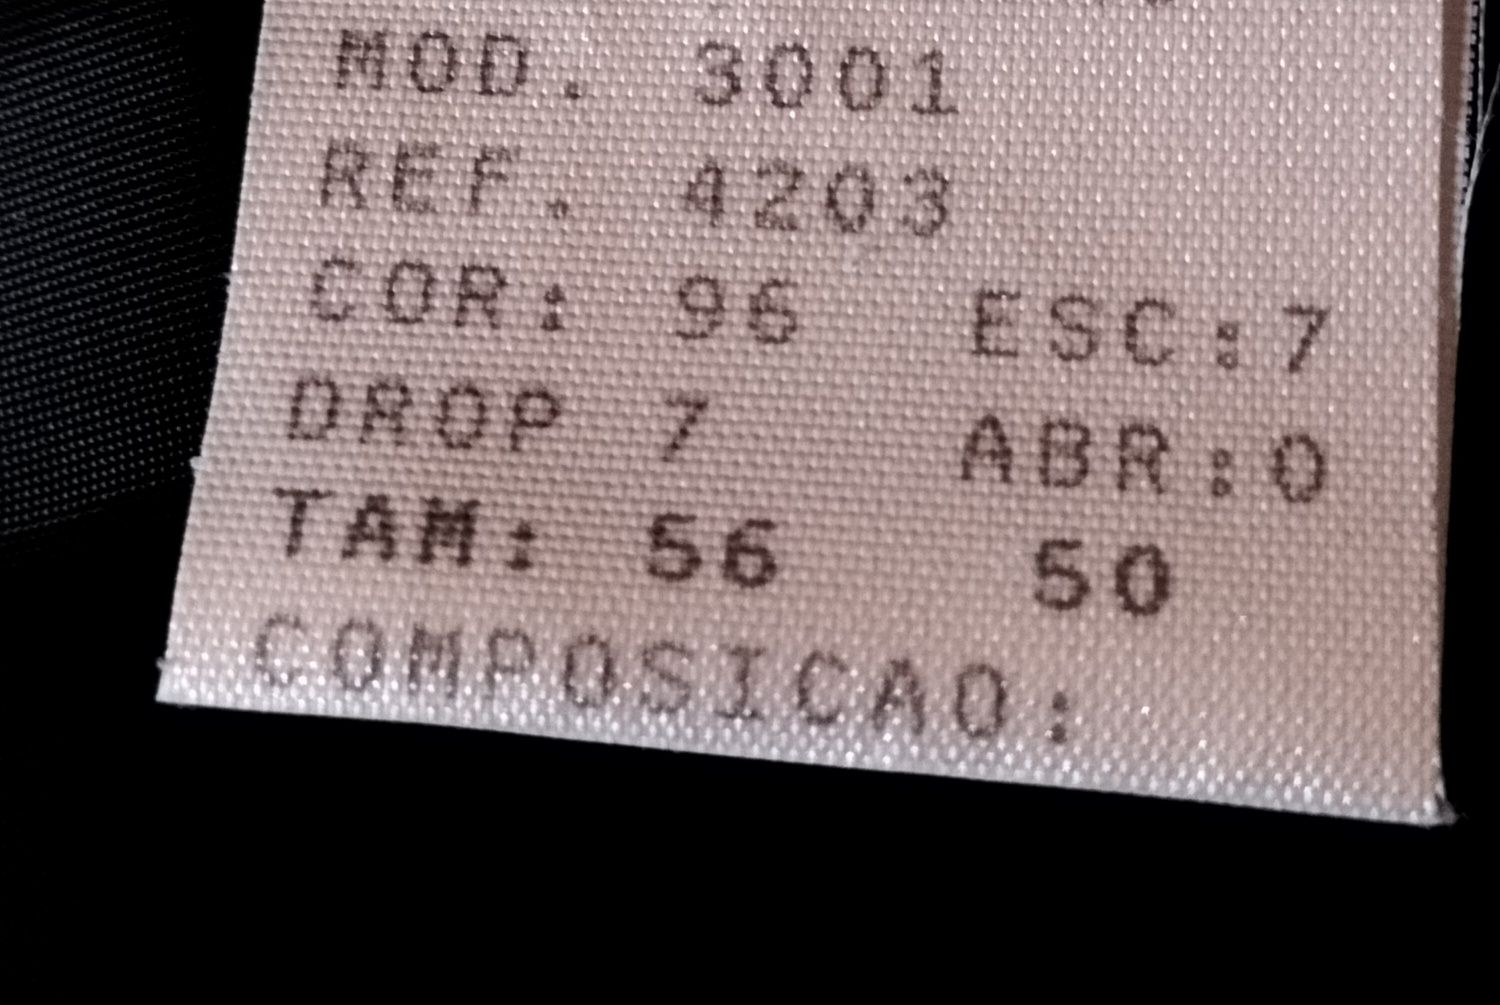 MOD. 3001
REF. 4203
COR: 96 ESC:7
DROP 7 ABR:0
TAM: 56 50
COMPOSICAO: